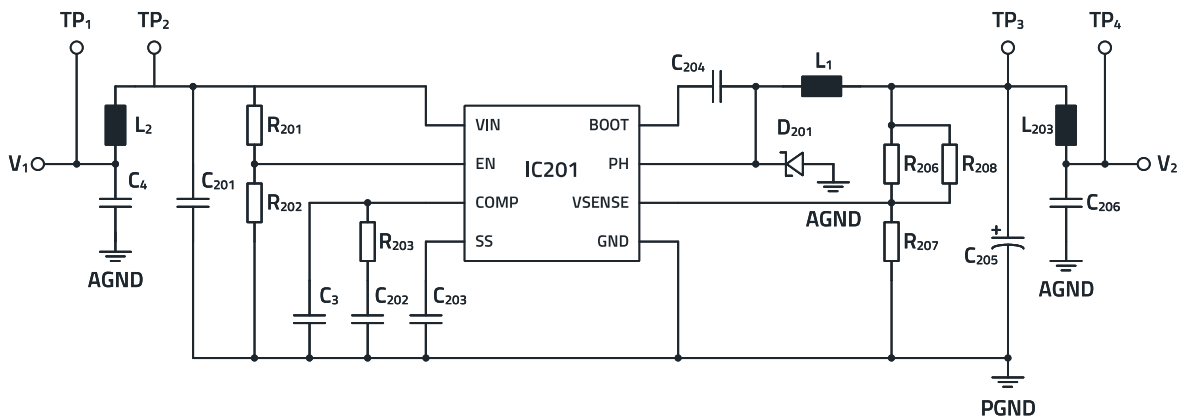 TP₁
TP₂
TP₃
TP₄
C₂₀₄
L₁
L₂
R₂₀₁
VIN
BOOT
D₂₀₁
L₂₀₃
V₁
EN
IC201
PH
R₂₀₆
R₂₀₈
V₂
C₄
C₂₀₁
R₂₀₂
COMP
VSENSE
AGND
C₂₀₆
R₂₀₃
SS
GND
R₂₀₇
C₂₀₅
+
AGND
AGND
C₃
C₂₀₂
C₂₀₃
PGND